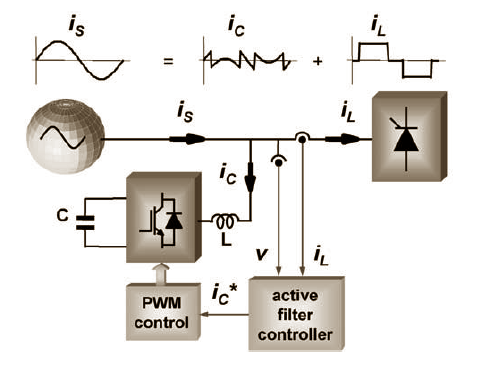 iS iC iL
= +
iS iL
iC
C
L
v iL
PWM
control
iC*
active
filter
controller